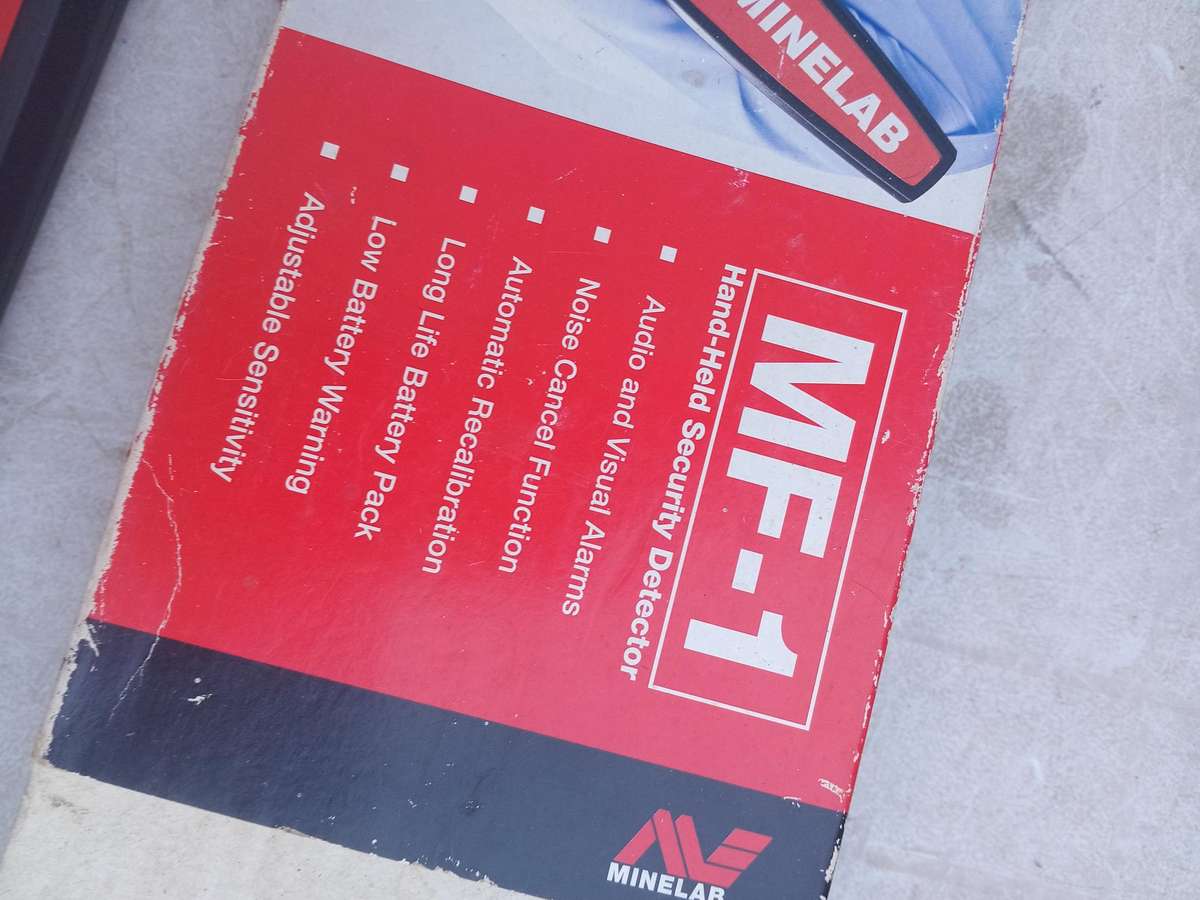 MINELAB
MF-1
Hand-Held Security Detector
Audio and Visual Alarms
Noise Cancel Function
Automatic Recalibration
Long Life Battery Pack
Low Battery Warning
Adjustable Sensitivity
MINELAB